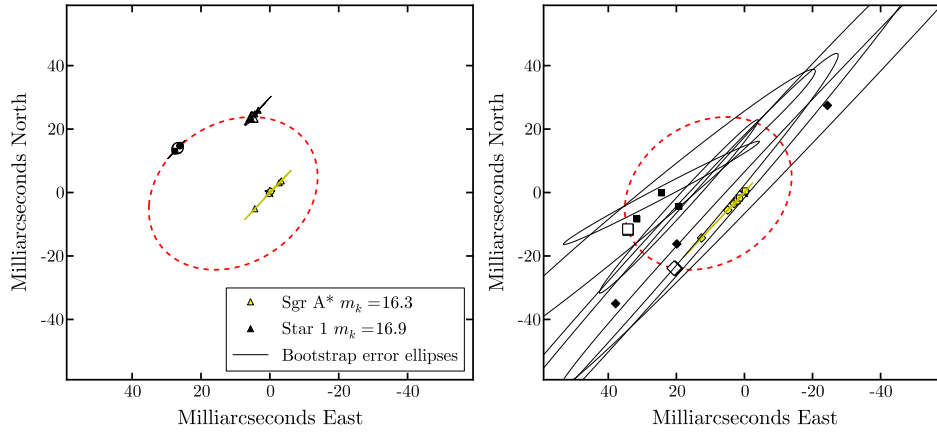 Milliarcseconds North
40
20
0
-20
-40
40
20
0
-20
-40
Milliarcseconds East
Sgr A* m_k =16.3
Star 1 m_k =16.9
Bootstrap error ellipses
Milliarcseconds North
40
20
0
-20
-40
40
20
0
-20
-40
Milliarcseconds East